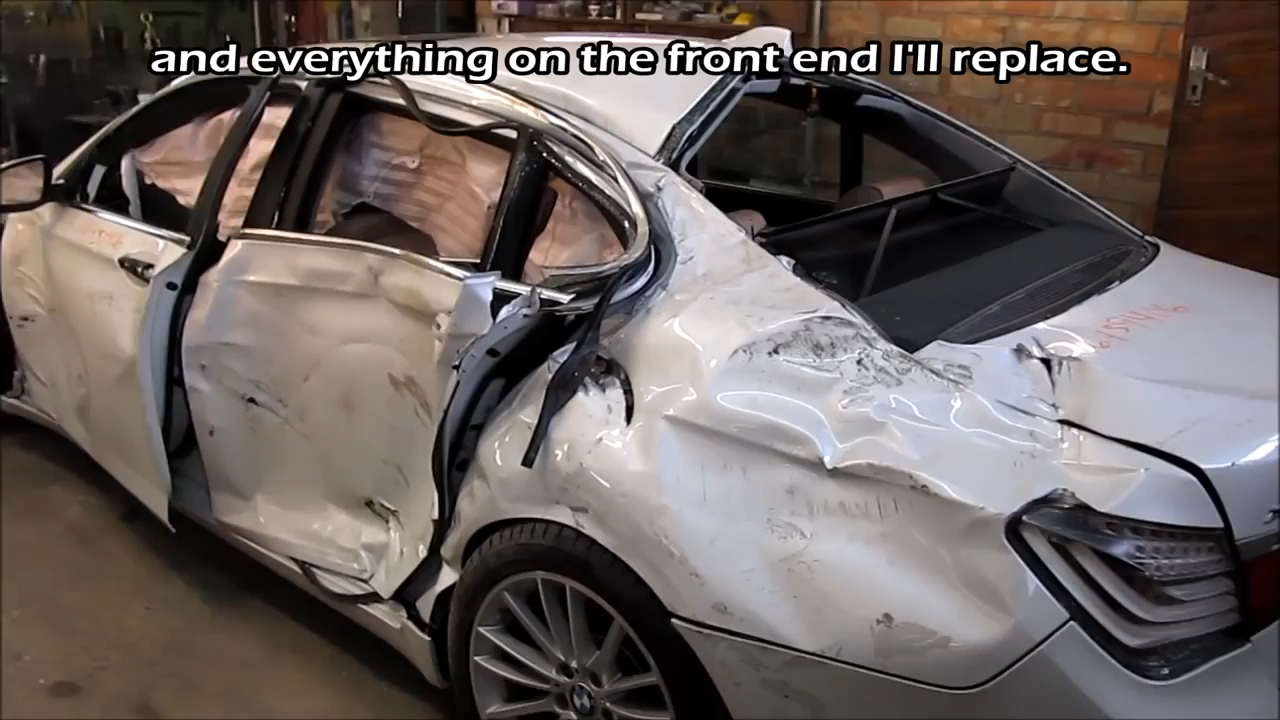 and everything on the front end I'll replace.